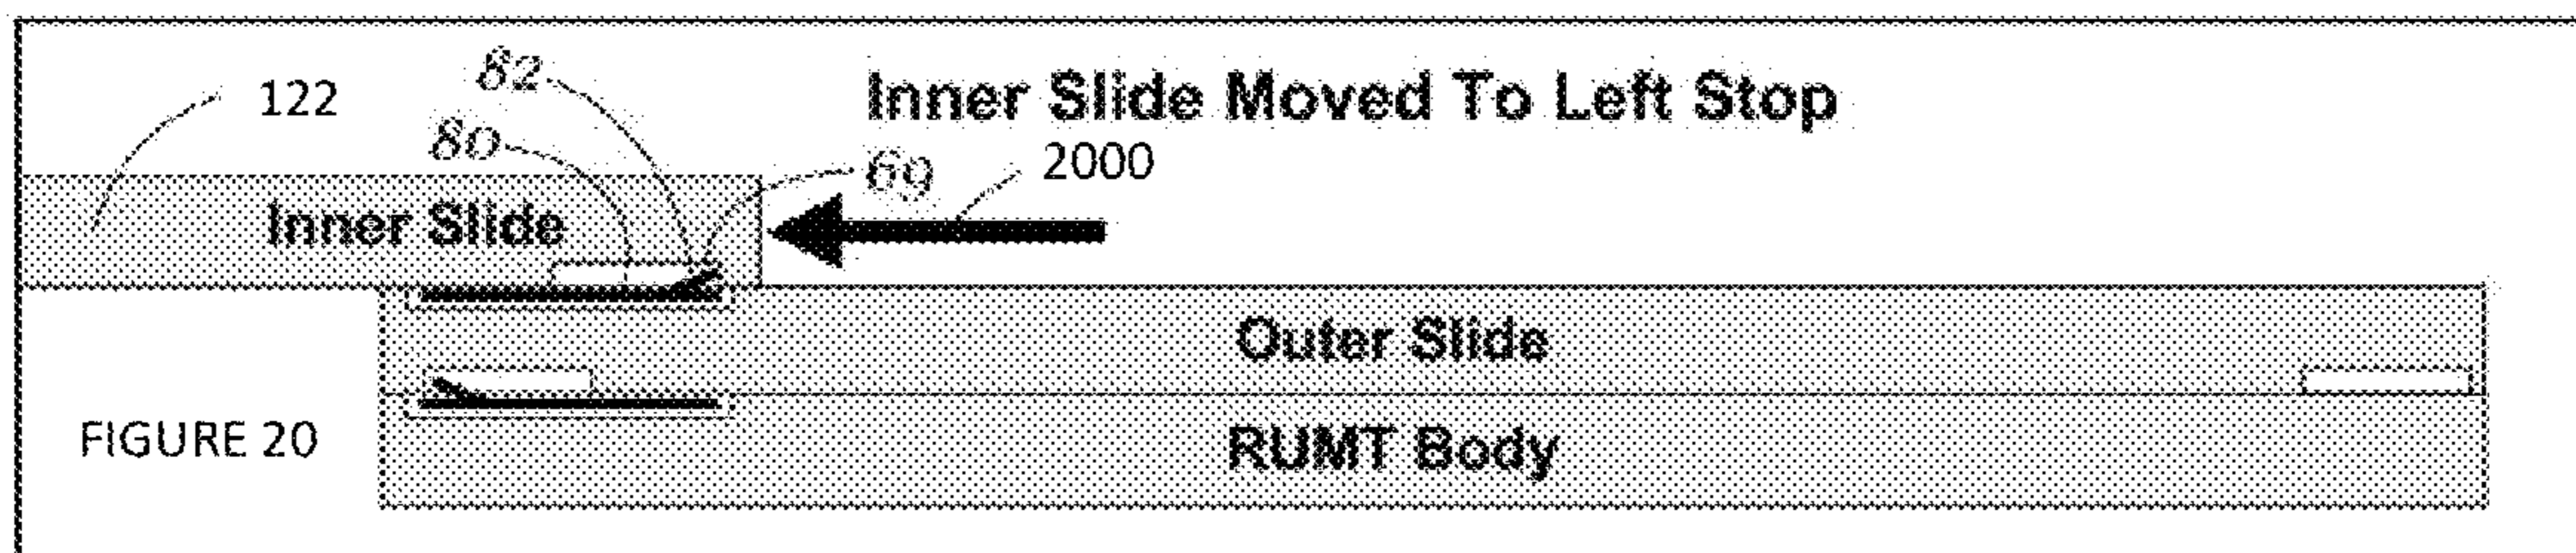 82
122
Inner Slide Moved To Left Stop
80
69
2000
Inner Slide
Outer Slide
FIGURE 20
RUMT Body